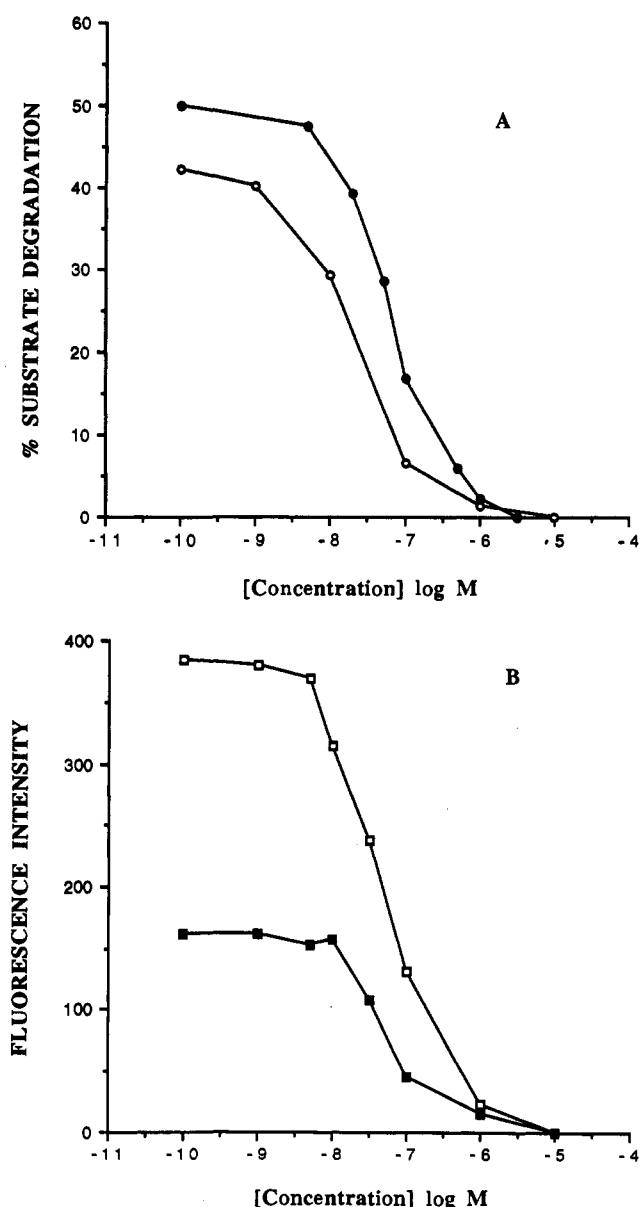 60
50
40
30
20
10
0
% SUBSTRATE DEGRADATION
A
-11 -10 -9 -8 -7 -6 -5 -4
[Concentration] log M
400
300
200
100
0
FLUORESCENCE INTENSITY
B
-11 -10 -9 -8 -7 -6 -5 -4
[Concentration] log M